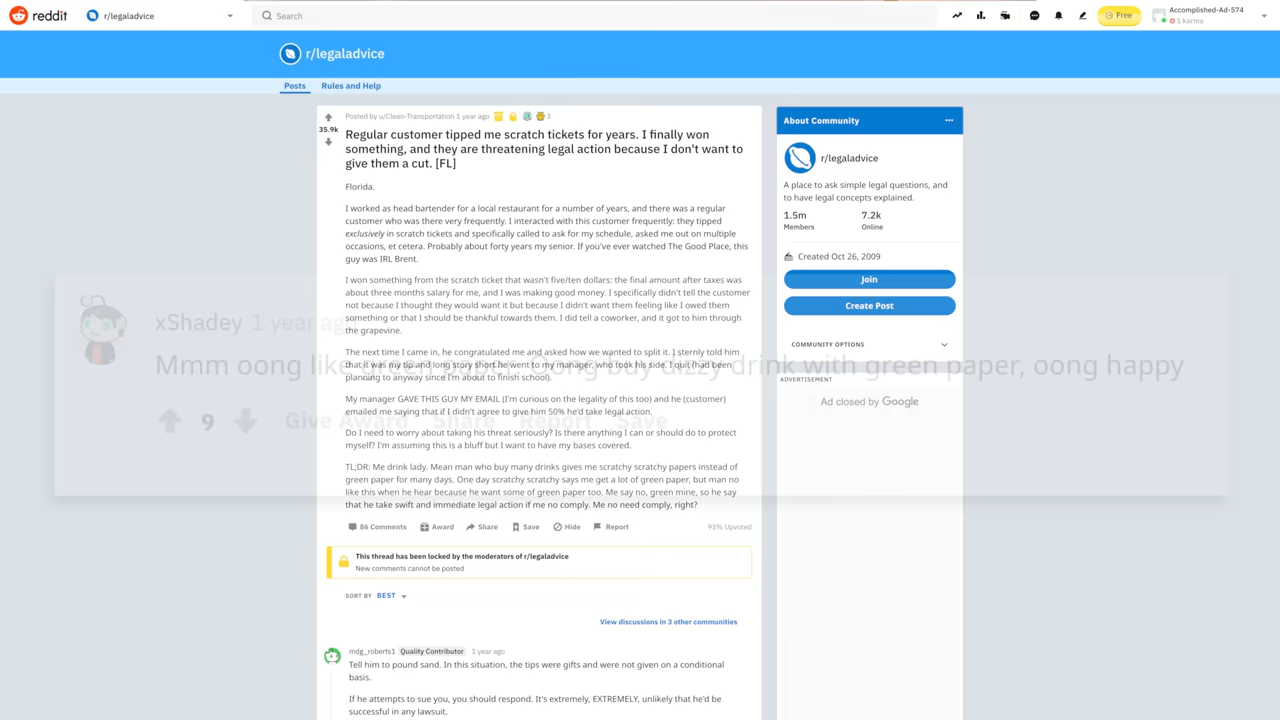 reddit
r/legaladvice
Search
Free
Accomplished-Ad-574
1 karma
r/legaladvice
Posts
Rules and Help
Posted by u/Clean-Transportation 1 year ago
3
35.9k
Regular customer tipped me scratch tickets for years. I finally won
something, and they are threatening legal action because I don't want to
give them a cut. [FL]
Florida.
I worked as head bartender for a local restaurant for a number of years, and there was a regular
customer who was there very frequently. I interacted with this customer frequently: they tipped
exclusively in scratch tickets and specifically called to ask for my schedule, asked me out on multiple
occasions, et cetera. Probably about forty years my senior. If you've ever watched The Good Place, this
guy was IRL Brent.
I won something from the scratch ticket that wasn't five/ten dollars: the final amount after taxes was
about three months salary for me, and I was making good money. I specifically didn't tell the customer
not because I thought they would want it but because I didn't want them feeling like I owed them
something or that I should be thankful towards them. I did tell a coworker, and it got to him through
the grapevine.
The next time I came in, he congratulated me and asked how we wanted to split it. I sternly told him
that it was my tip and long story short he went to my manager, who took his side. I quit (had been
planning to anyway since I'm about to finish school).
My manager GAVE THIS GUY MY EMAIL (I'm curious on the legality of this too) and he (customer)
emailed me saying that if I didn't agree to give him 50% he'd take legal action.
Do I need to worry about taking his threat seriously? Is there anything I can or should do to protect
myself? I'm assuming this is a bluff but I want to have my bases covered.
TL;DR: Me drink lady. Mean man who buy many drinks gives me scratchy scratchy papers instead of
green paper for many days. One day scratchy scratchy says me get a lot of green paper, but man no
like this when he hear because he want some of green paper too. Me say no, green mine, so he say
that he take swift and immediate legal action if me no comply. Me no need comply, right?
86 Comments
Award
Share
Save
Hide
Report
93% Upvoted
This thread has been locked by the moderators of r/legaladvice
New comments cannot be posted
SORT BY BEST
View discussions in 3 other communities
mdg_roberts1 Quality Contributor 1 year ago
Tell him to pound sand. In this situation, the tips were gifts and were not given on a conditional
basis.
If he attempts to sue you, you should respond. It's extremely, EXTREMELY, unlikely that he'd be
successful in any lawsuit.
About Community
r/legaladvice
A place to ask simple legal questions, and
to have legal concepts explained.
1.5m
Members
7.2k
Online
Created Oct 26, 2009
Join
Create Post
COMMUNITY OPTIONS
ADVERTISEMENT
Ad closed by Google
xShadey 1 year ago
Mmm oong like green paper. Oong buy dizzy drink with green paper, oong happy
9
Give Award
Share
Report
Save